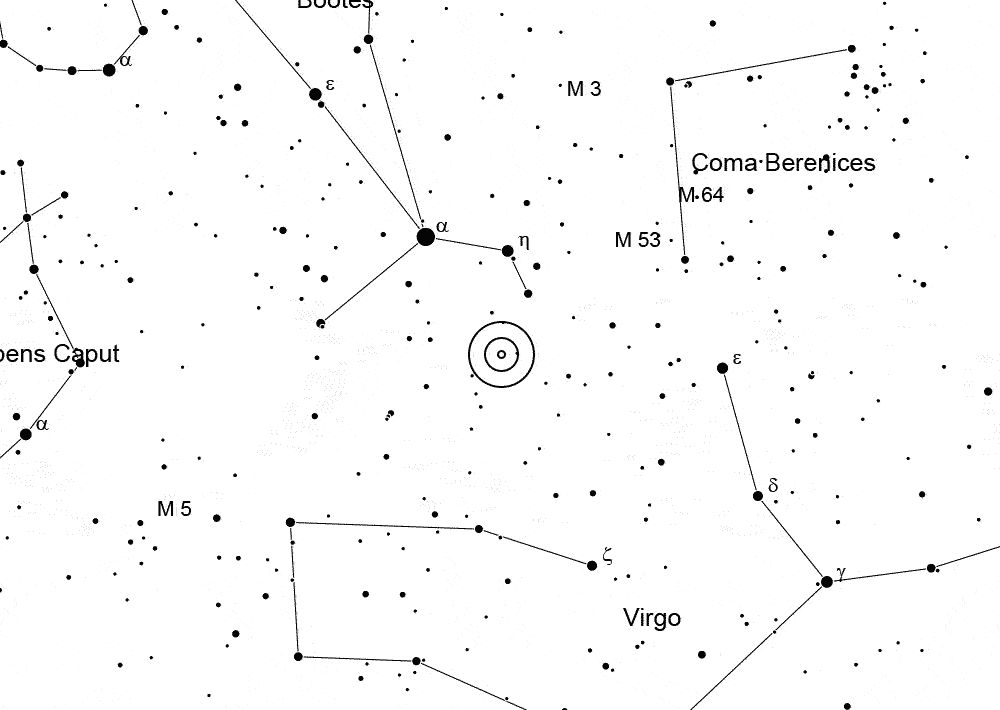 Bootes
α
ε
M 3
Coma Berenices
M 64
α
η
M 53
pens Caput
ε
α
δ
M 5
ζ
γ
Virgo